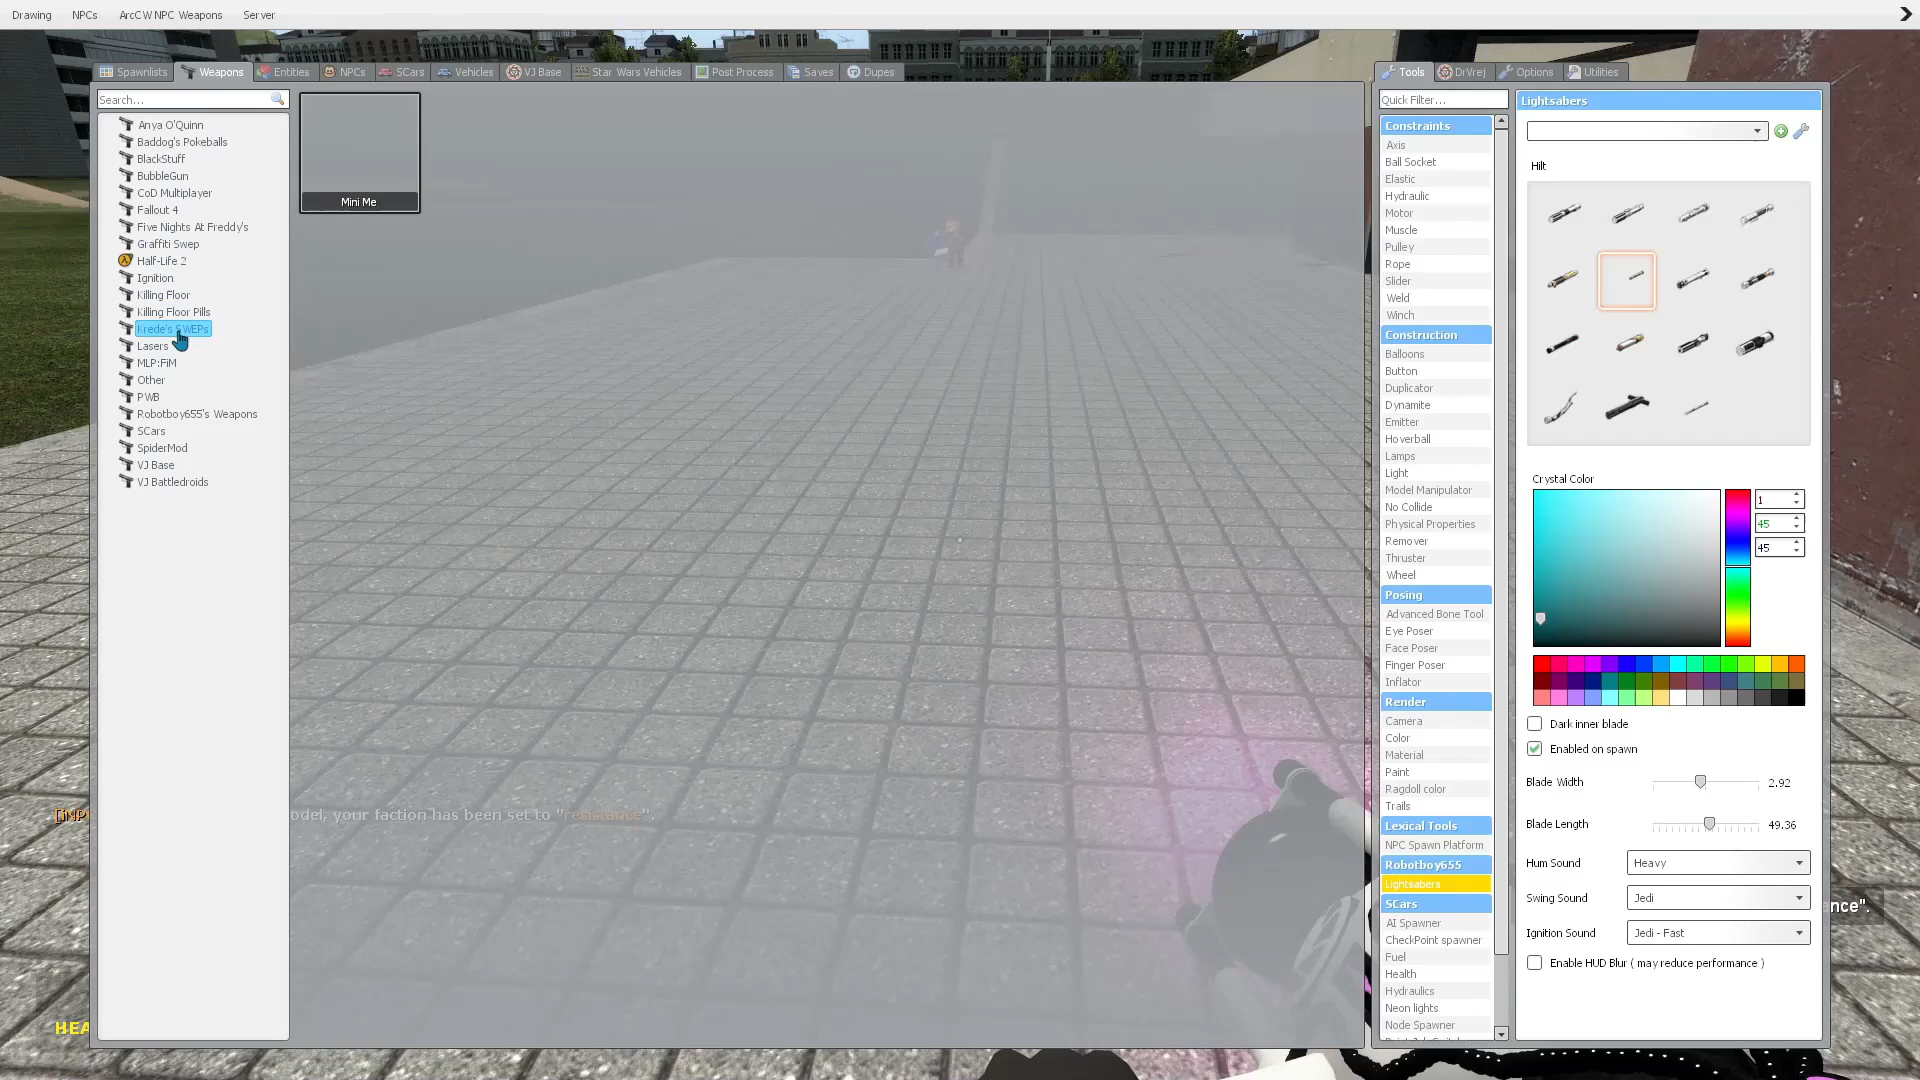 Drawing NPCs ArcCW NPC Weapons Server
Spawnlists Weapons Entities NPCs SCars Vehicles VJ Base Star Wars Vehicles Post Process Saves Dupes
Search...
Anya O'Quinn
Baddog's Pokeballs
BlackStuff
BubbleGun
CoD Multiplayer
Fallout 4
Five Nights At Freddy's
Graffiti Swep
Half-Life 2
Ignition
Killing Floor
Killing Floor Pills
Krede's SWEPs
Lasers
MLP:FiM
Other
PWB
Robotboy655's Weapons
SCars
SpiderMod
VJ Base
VJ Battledroids
Mini Me
odel, your faction has been set to "resistance".
HEA
Tools DrVrej Options Utilities
Quick Filter...
Constraints
Axis
Ball Socket
Elastic
Hydraulic
Motor
Muscle
Pulley
Rope
Slider
Weld
Winch
Construction
Balloons
Button
Duplicator
Dynamite
Emitter
Hoverball
Lamps
Light
Model Manipulator
No Collide
Physical Properties
Remover
Thruster
Wheel
Posing
Advanced Bone Tool
Eye Poser
Face Poser
Finger Poser
Inflator
Render
Camera
Color
Material
Paint
Ragdoll color
Trails
Lexical Tools
NPC Spawn Platform
Robotboy655
Lightsabers
SCars
AI Spawner
CheckPoint spawner
Fuel
Health
Hydraulics
Neon lights
Node Spawner
Lightsabers
Hilt
Crystal Color
1
45
45
Dark inner blade
Enabled on spawn
Blade Width 2.92
Blade Length 49.36
Hum Sound Heavy
Swing Sound Jedi
Ignition Sound Jedi - Fast
Enable HUD Blur ( may reduce performance )
nce".